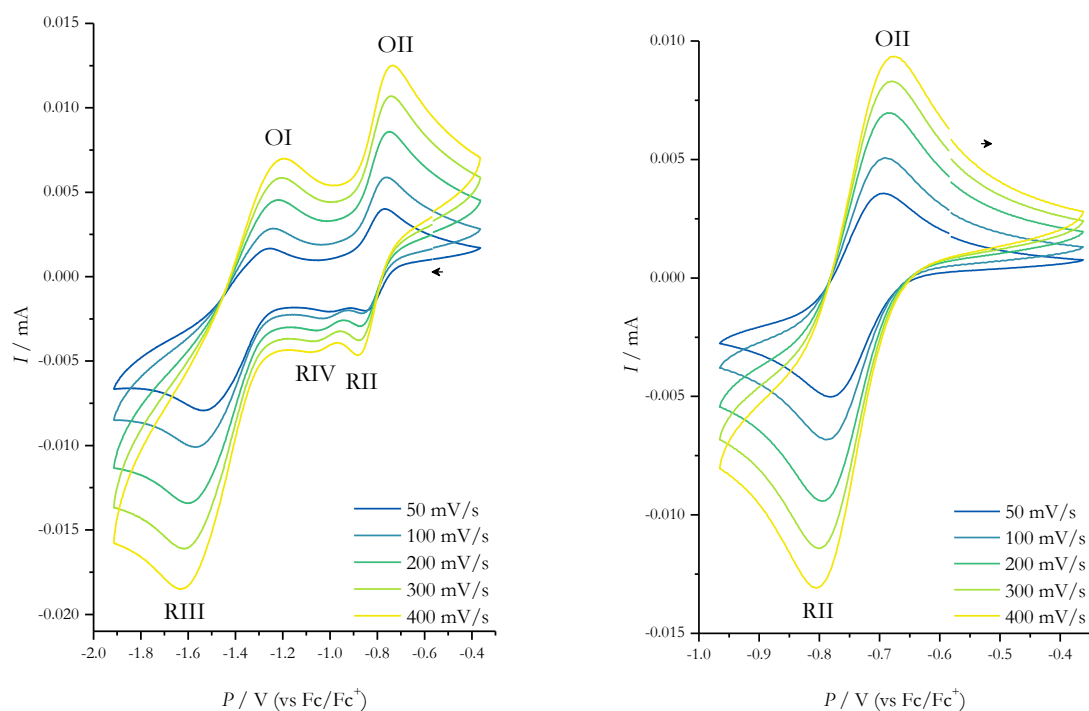 0.015
0.010
0.005
0.000
-0.005
-0.010
-0.015
-0.020
I / mA
OI
OII
RIV
RII
RIII
50 mV/s
100 mV/s
200 mV/s
300 mV/s
400 mV/s
-2.0 -1.8 -1.6 -1.4 -1.2 -1.0 -0.8 -0.6 -0.4
P / V (vs Fc/Fc⁺)
0.010
0.005
0.000
-0.005
-0.010
-0.015
I / mA
OII
RII
50 mV/s
100 mV/s
200 mV/s
300 mV/s
400 mV/s
-1.0 -0.9 -0.8 -0.7 -0.6 -0.5 -0.4
P / V (vs Fc/Fc⁺)